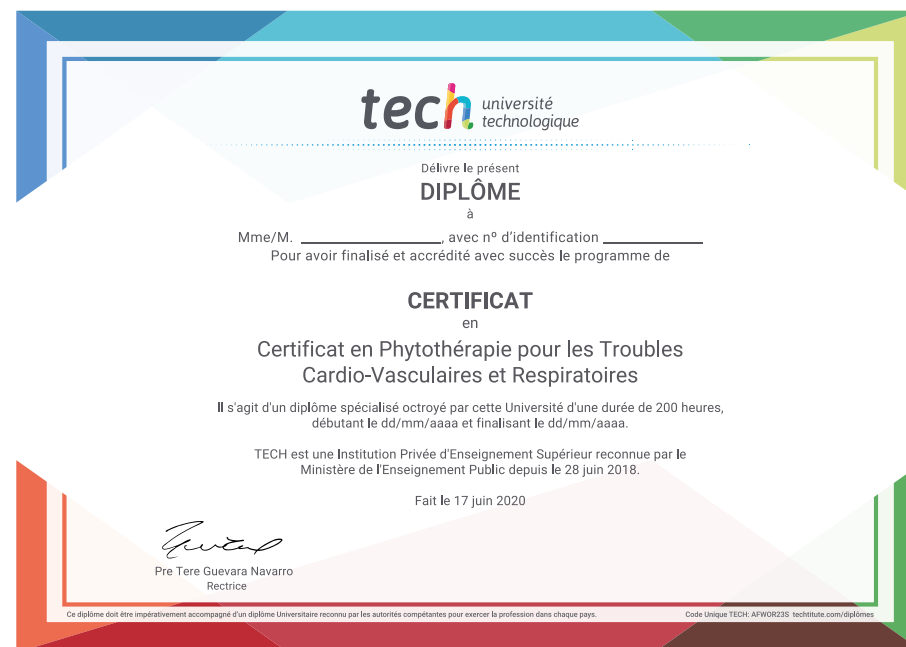 tech université
technologique
Délivre le présent
DIPLÔME
à
Mme/M. ____________________, avec nº d'identification ______________
Pour avoir finalisé et accrédité avec succès le programme de
CERTIFICAT
en
Certificat en Phytothérapie pour les Troubles
Cardio-Vasculaires et Respiratoires
Il s'agit d'un diplôme spécialisé octroyé par cette Université d'une durée de 200 heures,
débutant le dd/mm/aaaa et finalisant le dd/mm/aaaa.
TECH est une Institution Privée d'Enseignement Supérieur reconnue par le
Ministère de l'Enseignement Public depuis le 28 juin 2018.
Fait le 17 juin 2020
Pre Tere Guevara Navarro
Rectrice
Ce diplôme doit être impérativement accompagné d'un diplôme Universitaire reconnu par les autorités compétantes pour exercer la profession dans chaque pays.
Code Unique TECH: AFWOR23S techtitute.com/diplômes